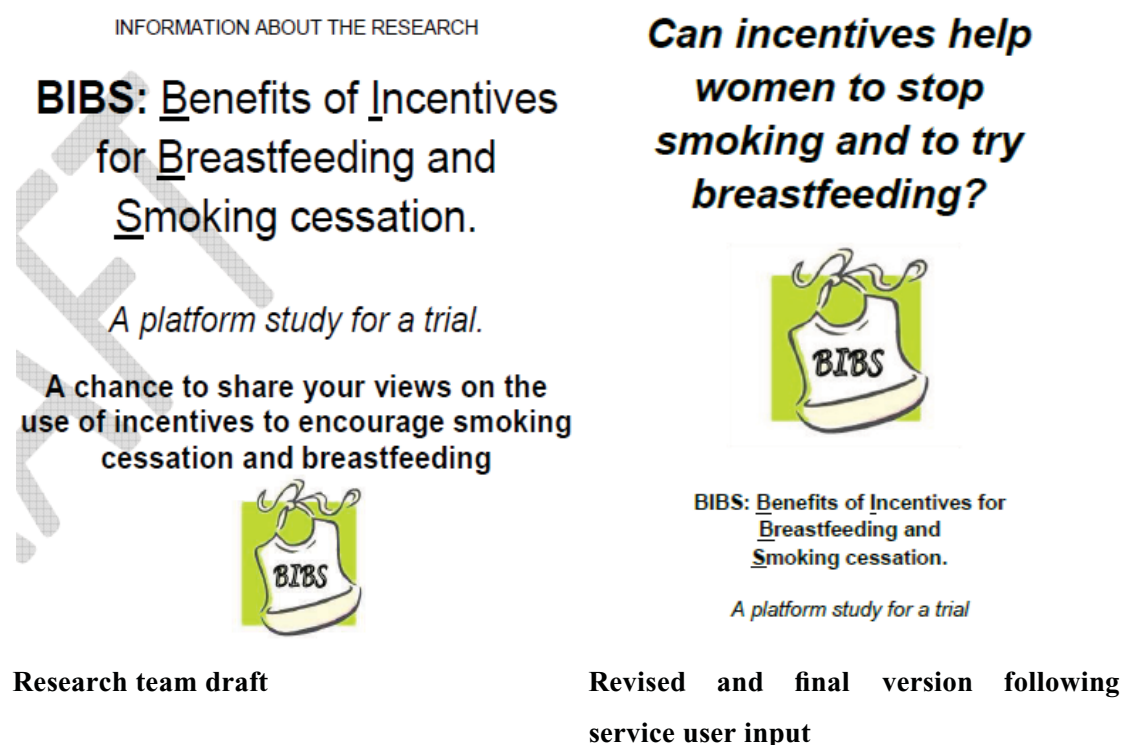 INFORMATION ABOUT THE RESEARCH
BIBS: Benefits of Incentives
for Breastfeeding and
Smoking cessation.
A platform study for a trial.
A chance to share your views on the
use of incentives to encourage smoking
cessation and breastfeeding
BIBS
Research team draft
Can incentives help
women to stop
smoking and to try
breastfeeding?
BIBS
BIBS: Benefits of Incentives for
Breastfeeding and
Smoking cessation.
A platform study for a trial
Revised and final version following
service user input